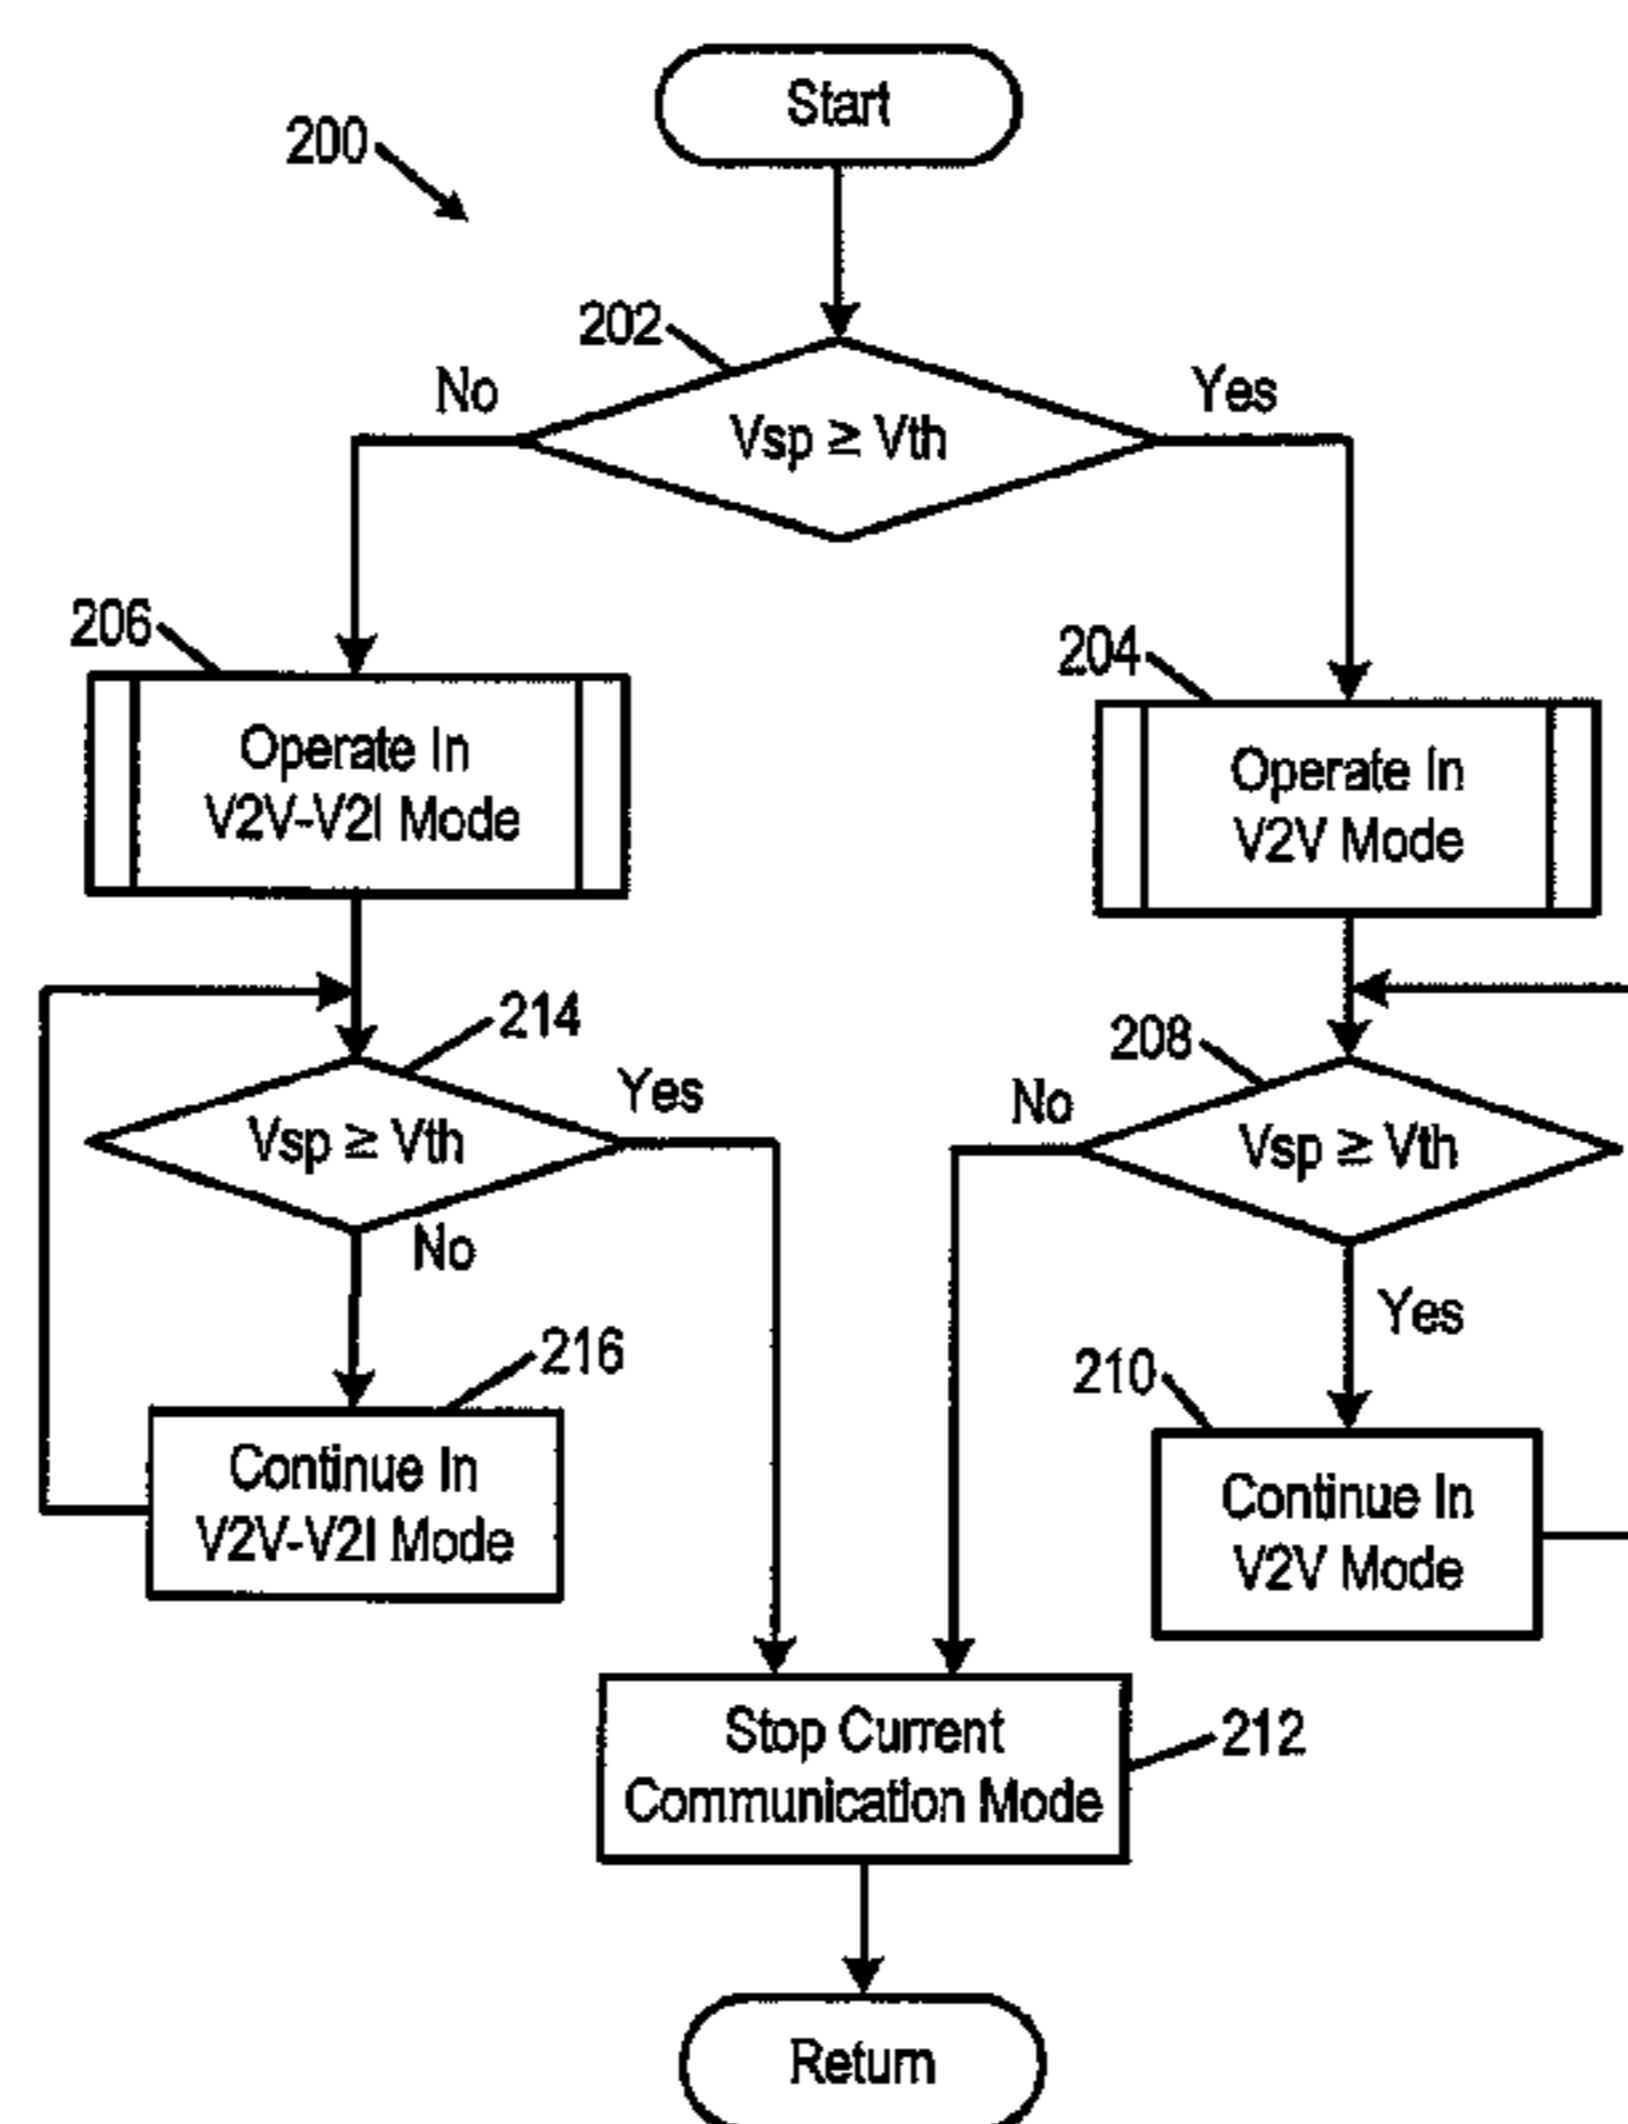 Start
200
202
No
Yes
Vsp ≥ Vth
206
204
Operate In
V2V-V2I Mode
Operate In
V2V Mode
214
208
Yes
No
Vsp ≥ Vth
Vsp ≥ Vth
No
Yes
216
210
Continue In
V2V-V2I Mode
Continue In
V2V Mode
Stop Current
Communication Mode
212
Return